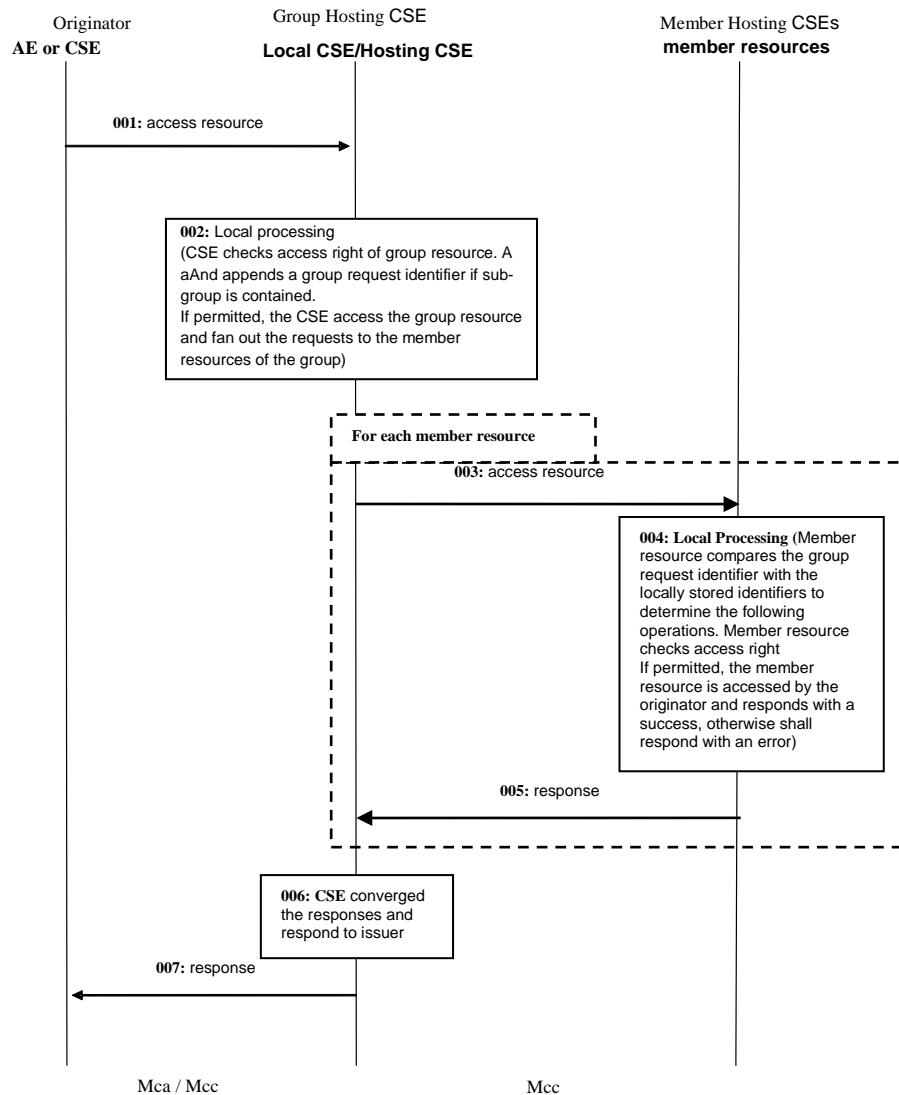 Originator
AE or CSE
Group Hosting CSE
Local CSE/Hosting CSE
Member Hosting CSEs
member resources
001: access resource
002: Local processing
(CSE checks access right of group resource. A
aAnd appends a group request identifier if sub-
group is contained.
If permitted, the CSE access the group resource
and fan out the requests to the member
resources of the group)
For each member resource
003: access resource
004: Local Processing (Member
resource compares the group
request identifier with the
locally stored identifiers to
determine the following
operations. Member resource
checks access right
If permitted, the member
resource is accessed by the
originator and responds with a
success, otherwise shall
respond with an error)
005: response
006: CSE converged
the responses and
respond to issuer
007: response
Mca / Mcc
Mcc